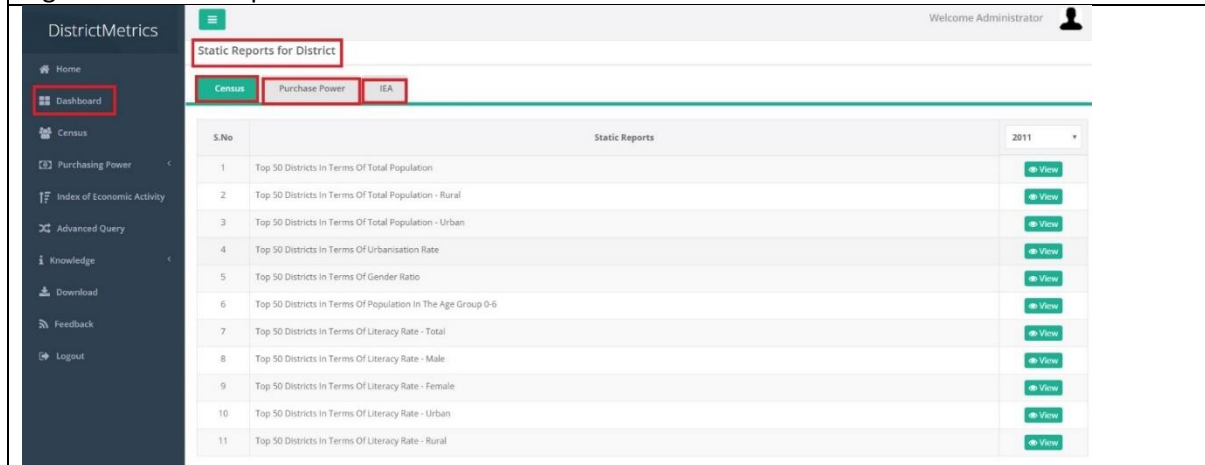 DistrictMetrics
Welcome Administrator
Static Reports for District
Home
Dashboard
Census
Purchasing Power
Index of Economic Activity
Advanced Query
Knowledge
Download
Feedback
Logout
Census Purchase Power IEA
S.No Static Reports 2011
1 Top 50 Districts In Terms Of Total Population View
2 Top 50 Districts In Terms Of Total Population - Rural View
3 Top 50 Districts In Terms Of Total Population - Urban View
4 Top 50 Districts In Terms Of Urbanisation Rate View
5 Top 50 Districts In Terms Of Gender Ratio View
6 Top 50 Districts In Terms Of Population In The Age Group 0-6 View
7 Top 50 Districts In Terms Of Literacy Rate - Total View
8 Top 50 Districts In Terms Of Literacy Rate - Male View
9 Top 50 Districts In Terms Of Literacy Rate - Female View
10 Top 50 Districts In Terms Of Literacy Rate - Urban View
11 Top 50 Districts In Terms Of Literacy Rate - Rural View